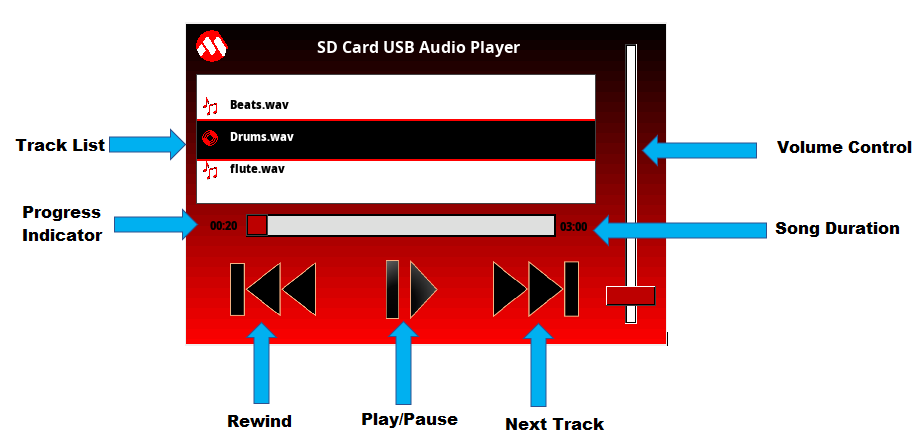 SD Card USB Audio Player
Beats.wav
Track List
Drums.wav
Volume Control
flute.wav
Progress
Indicator
00:20
03:00
Song Duration
Rewind
Play/Pause
Next Track